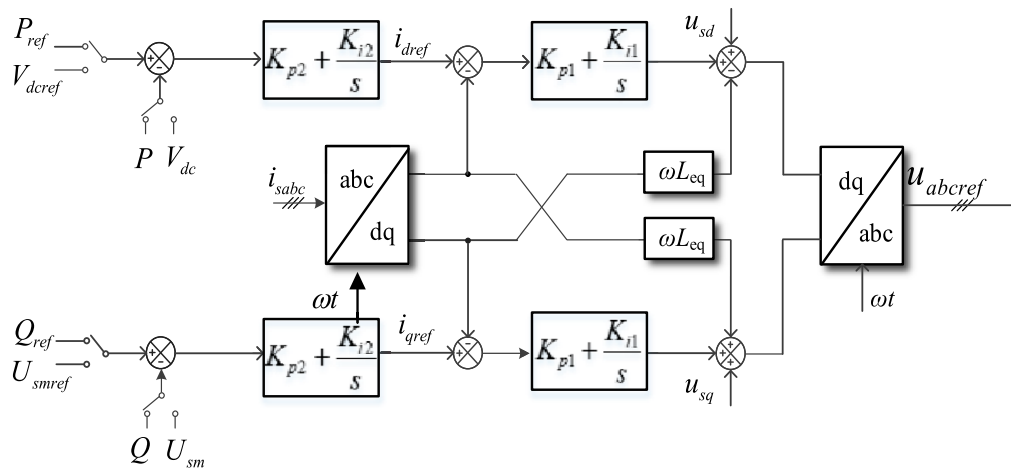 P_ref
V_dcref
P V_dc
K_p2 + K_i2/s
i_dref
K_p1 + K_i1/s
u_sd
i_sabc
abc
dq
ωL_eq
ωL_eq
dq
abc
u_abcref
ωt
ωt
Q_ref
U_smref
Q U_sm
K_p2 + K_i2/s
i_qref
K_p1 + K_i1/s
u_sq